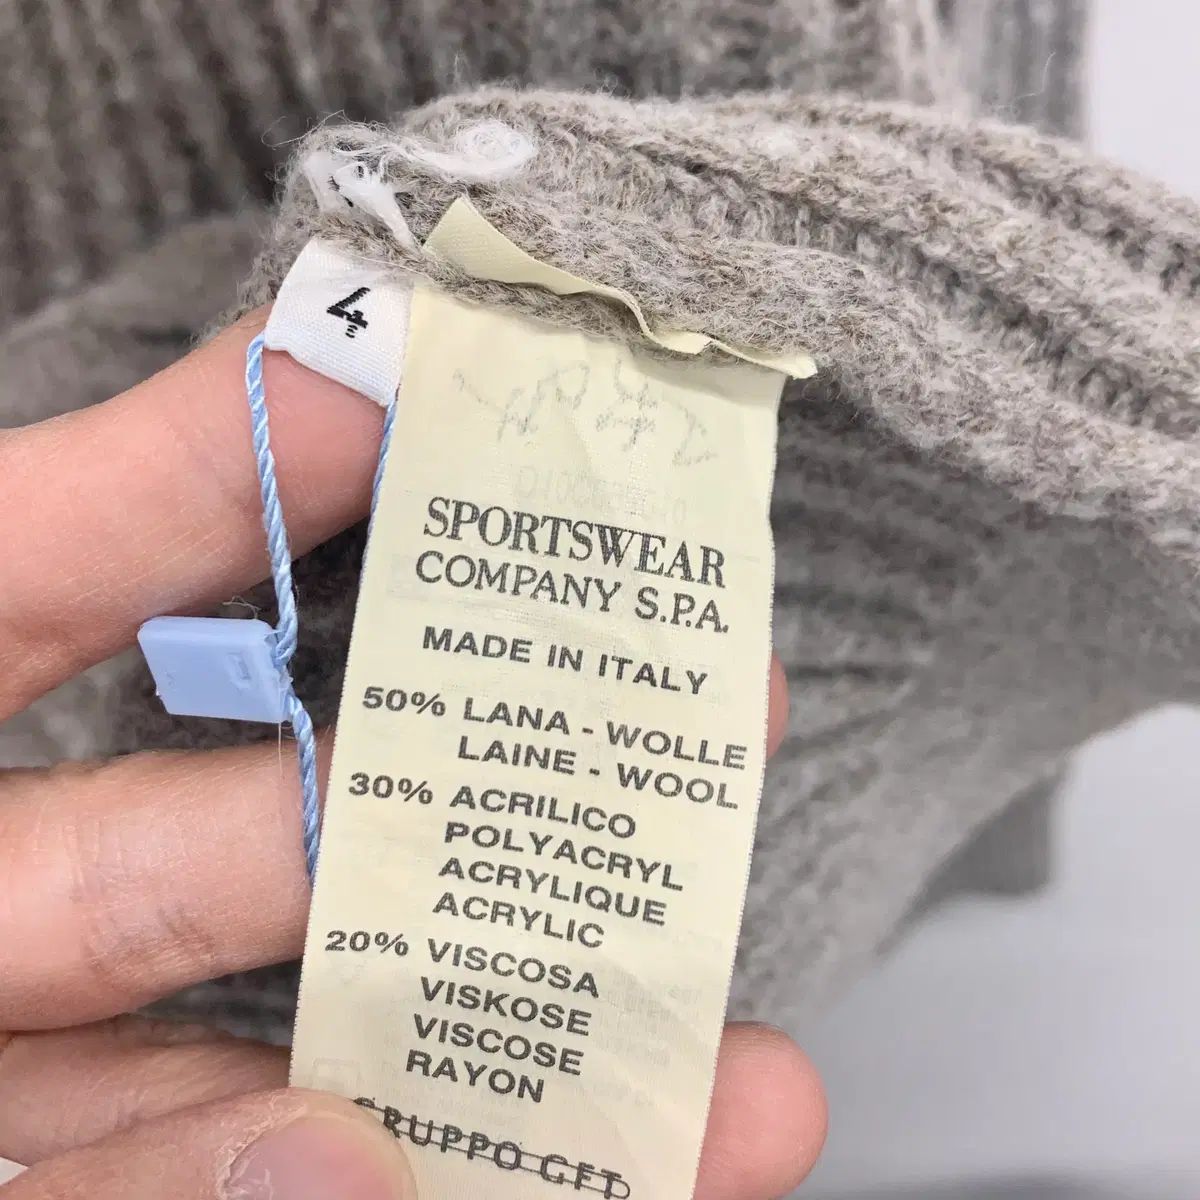 4
SPORTSWEAR
COMPANY S.P.A.
MADE IN ITALY
50% LANA - WOLLE
LAINE - WOOL
30% ACRILICO
POLYACRYL
ACRYLIQUE
ACRYLIC
20% VISCOSA
VISKOSE
VISCOSE
RAYON
GRUPPO GFT